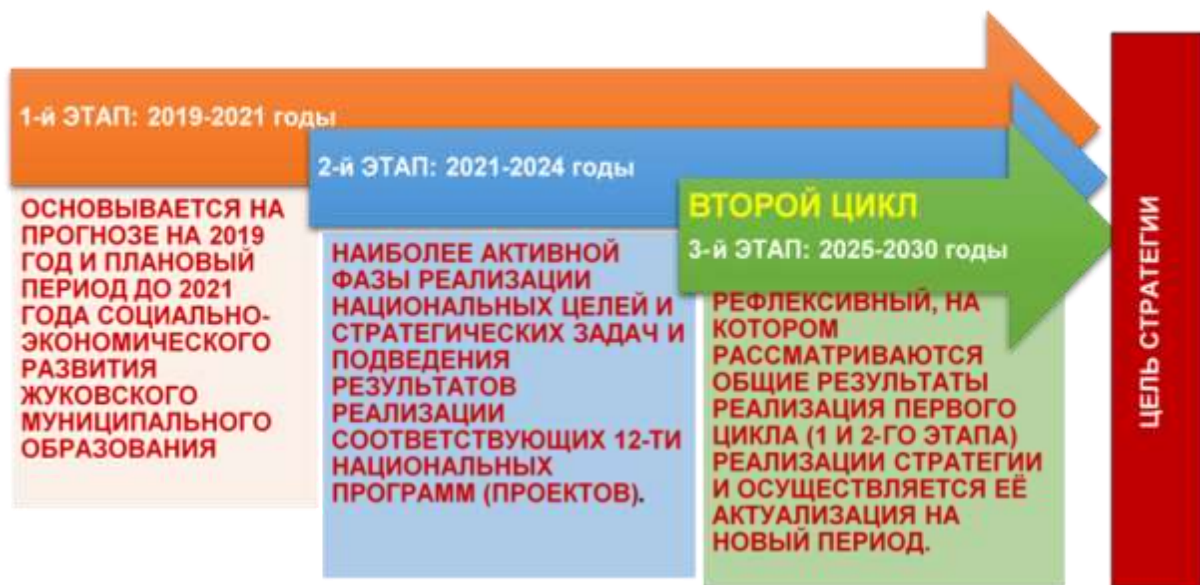 1-й ЭТАП: 2019-2021 годы
ОСНОВЫВАЕТСЯ НА
ПРОГНОЗЕ НА 2019
ГОД И ПЛАНОВЫЙ
ПЕРИОД ДО 2021
ГОДА СОЦИАЛЬНО-
ЭКОНОМИЧЕСКОГО
РАЗВИТИЯ
ЖУКОВСКОГО
МУНИЦИПАЛЬНОГО
ОБРАЗОВАНИЯ
2-й ЭТАП: 2021-2024 годы
НАИБОЛЕЕ АКТИВНОЙ
ФАЗЫ РЕАЛИЗАЦИИ
НАЦИОНАЛЬНЫХ ЦЕЛЕЙ И
СТРАТЕГИЧЕСКИХ ЗАДАЧ И
ПОДВЕДЕНИЯ
РЕЗУЛЬТАТОВ
РЕАЛИЗАЦИИ
СООТВЕТСТВУЮЩИХ 12-ТИ
НАЦИОНАЛЬНЫХ
ПРОГРАММ (ПРОЕКТОВ).
ВТОРОЙ ЦИКЛ
3-й ЭТАП: 2025-2030 годы
РЕФЛЕКСИВНЫЙ, НА
КОТОРОМ
РАССМАТРИВАЮТСЯ
ОБЩИЕ РЕЗУЛЬТАТЫ
РЕАЛИЗАЦИЯ ПЕРВОГО
ЦИКЛА (1 И 2-ГО ЭТАПА)
РЕАЛИЗАЦИИ СТРАТЕГИИ
И ОСУЩЕСТВЛЯЕТСЯ ЕЁ
АКТУАЛИЗАЦИЯ НА
НОВЫЙ ПЕРИОД.
ЦЕЛЬ СТРАТЕГИИ